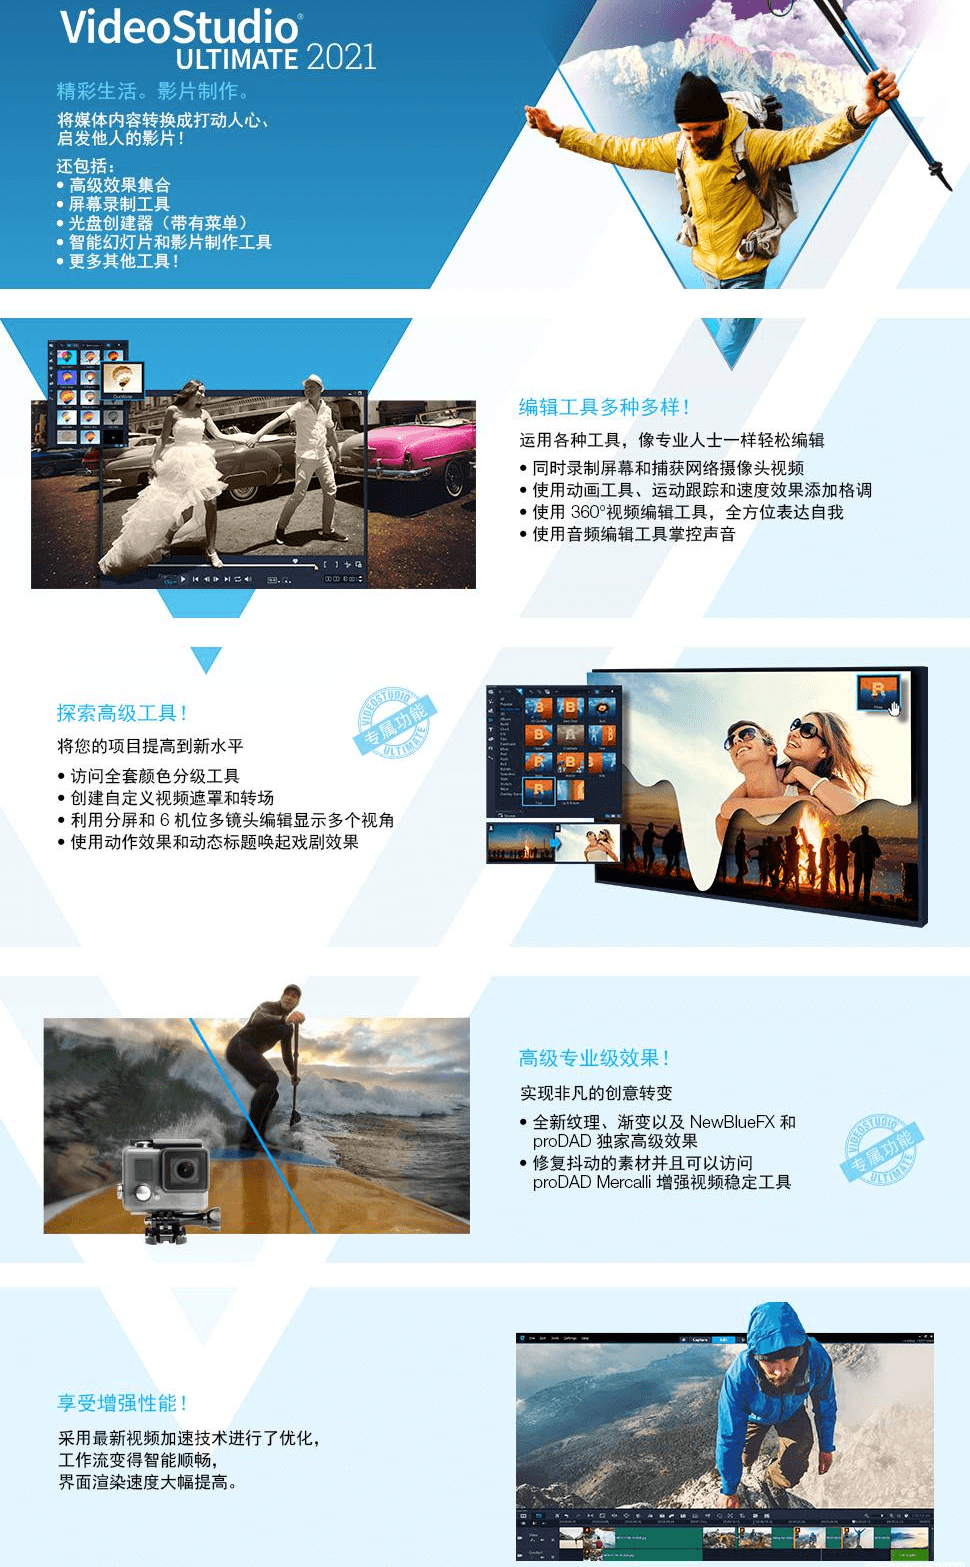 VideoStudio®
ULTIMATE 2021
精彩生活。影片制作。
将媒体内容转换成打动人心、
启发他人的影片！
还包括：
• 高级效果集合
• 屏幕录制工具
• 光盘创建器（带有菜单）
• 智能幻灯片和影片制作工具
• 更多其他工具！
编辑工具多种多样！
运用各种工具，像专业人士一样轻松编辑
• 同时录制屏幕和捕获网络摄像头视频
• 使用动画工具、运动跟踪和速度效果添加格调
• 使用 360°视频编辑工具，全方位表达自我
• 使用音频编辑工具掌控声音
探索高级工具！
VIDEOSTUDIO
专属功能
ULTIMATE
将您的项目提高到新水平
• 访问全套颜色分级工具
• 创建自定义视频遮罩和转场
• 利用分屏和 6 机位多镜头编辑显示多个视角
• 使用动作效果和动态标题唤起戏剧效果
高级专业级效果！
实现非凡的创意转变
• 全新纹理、渐变以及 NewBlueFX 和
proDAD 独家高级效果
• 修复抖动的素材并且可以访问
proDAD Mercalli 增强视频稳定工具
VIDEOSTUDIO
专属功能
ULTIMATE
享受增强性能！
采用最新视频加速技术进行了优化，
工作流变得智能顺畅，
界面渲染速度大幅提高。
Capture